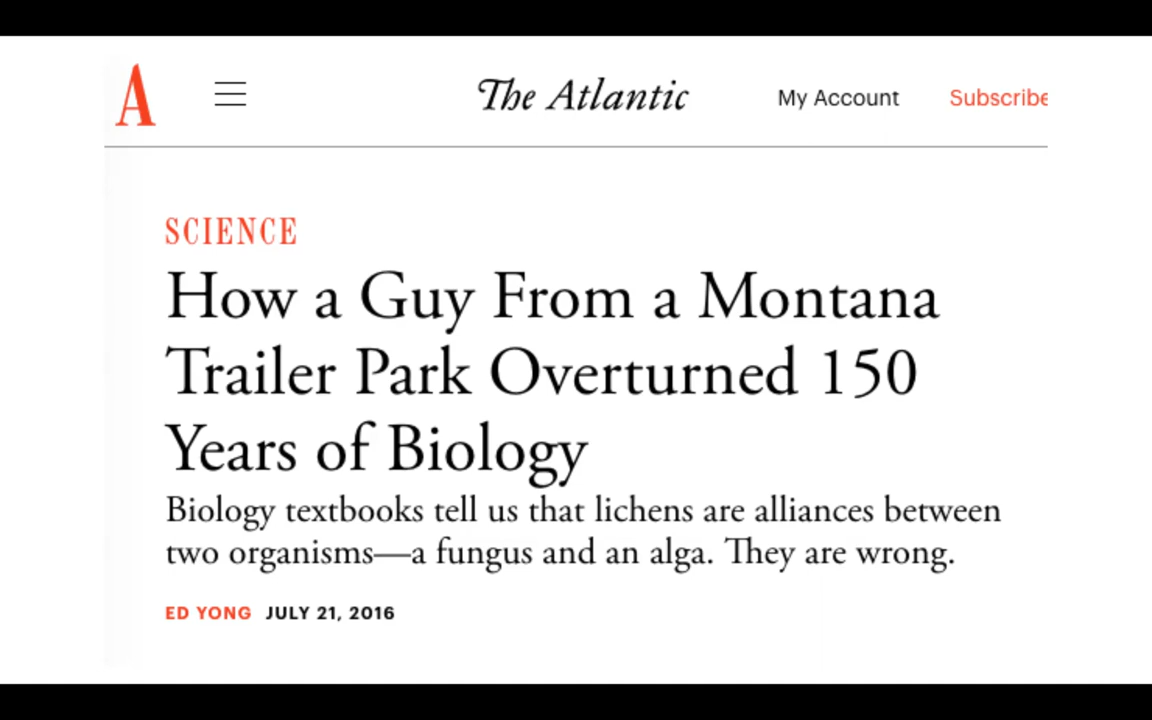 A
The Atlantic
My Account
Subscribe
SCIENCE
How a Guy From a Montana
Trailer Park Overturned 150
Years of Biology
Biology textbooks tell us that lichens are alliances between
two organisms—a fungus and an alga. They are wrong.
ED YONG JULY 21, 2016